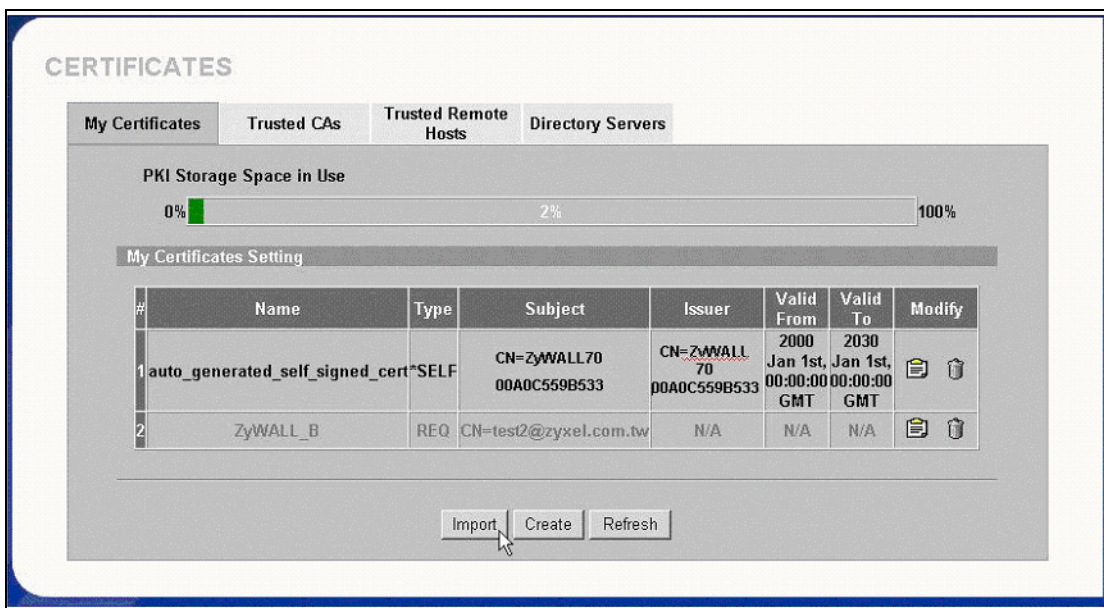 CERTIFICATES
My Certificates
Trusted CAs
Trusted Remote
Hosts
Directory Servers
PKI Storage Space in Use
0%
2%
100%
My Certificates Setting
# Name Type Subject Issuer Valid From Valid To Modify
1 auto_generated_self_signed_cert *SELF CN=ZyWALL70 00A0C559B533 CN=ZyWALL 70 00A0C559B533 2000 Jan 1st, 00:00:00 GMT 2030 Jan 1st, 00:00:00 GMT
2 ZyWALL_B REQ CN=test2@zyxel.com.tw N/A N/A N/A
Import Create Refresh